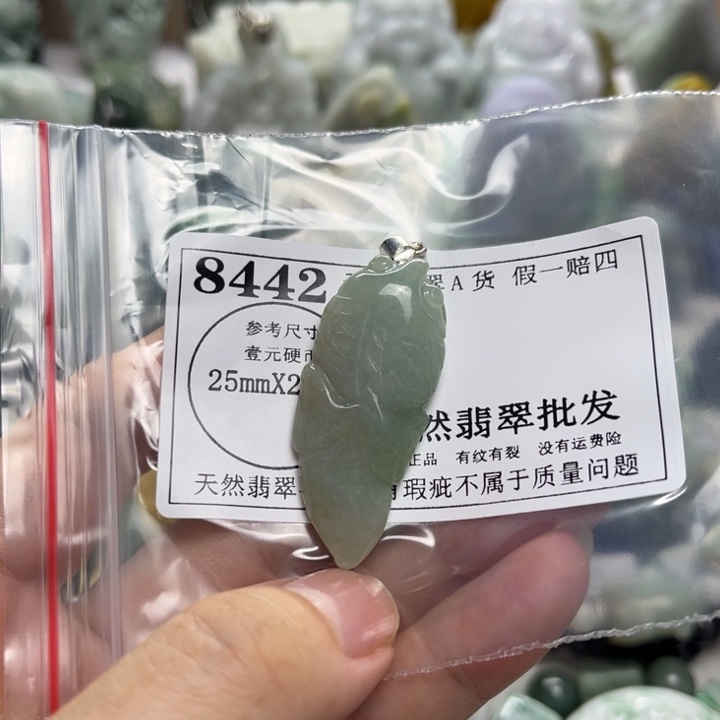 8442 翠A货 假一赔四
参考尺寸
壹元硬币
25mmX2
然翡翠批发
正品 有纹有裂 没有运费险
天然翡翠 有瑕疵不属于质量问题